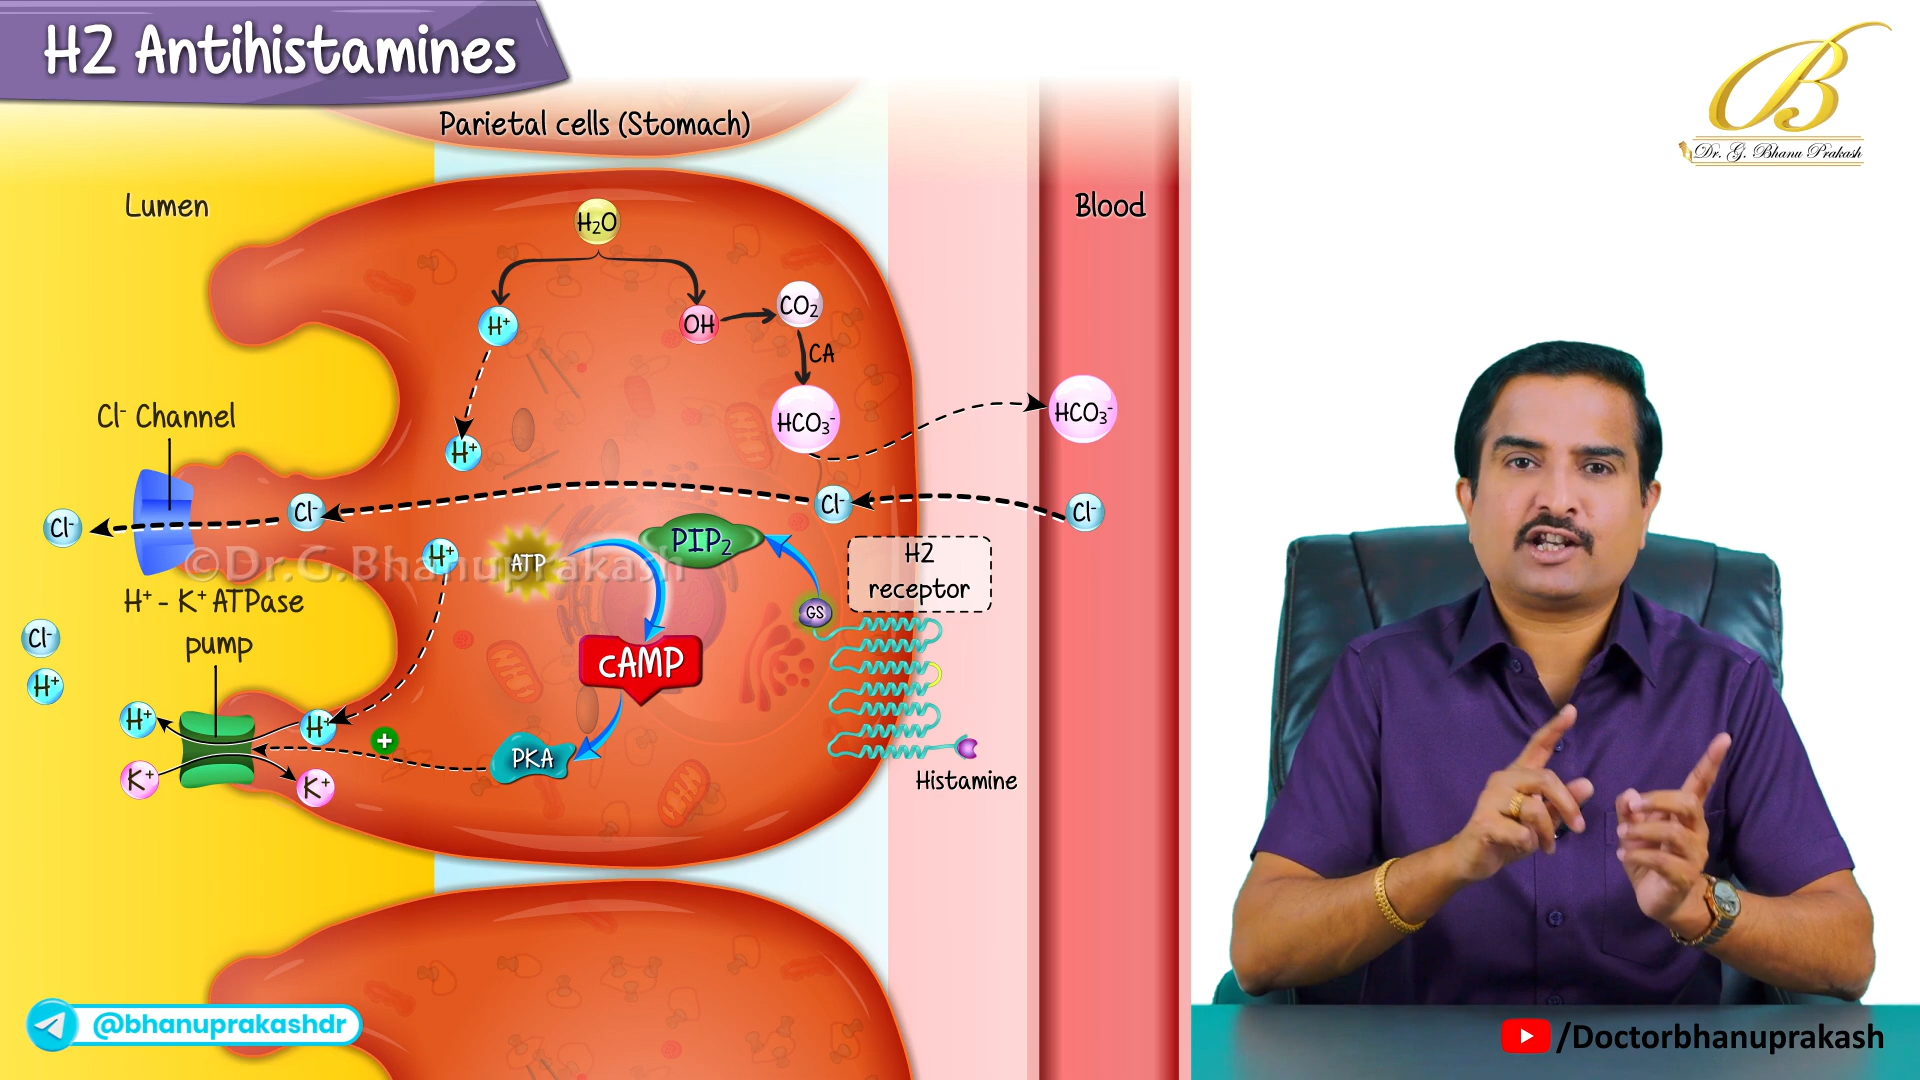 H2 Antihistamines
Dr. G. Bhanu Prakash
Parietal cells (Stomach)
Lumen
Blood
H₂O
H⁺
OH
CO₂
CA
HCO₃⁻
HCO₃⁻
Cl⁻ Channel
H⁺
Cl⁻
Cl⁻
Cl⁻
Cl⁻
PIP₂
H⁺
ATP
H2
receptor
©Dr.G.Bhanuprakash
GS
H⁺ - K⁺ ATPase
pump
Cl⁻
H⁺
cAMP
H⁺
H⁺
K⁺
K⁺
+
PKA
Histamine
@bhanuprakashdr
/Doctorbhanuprakash